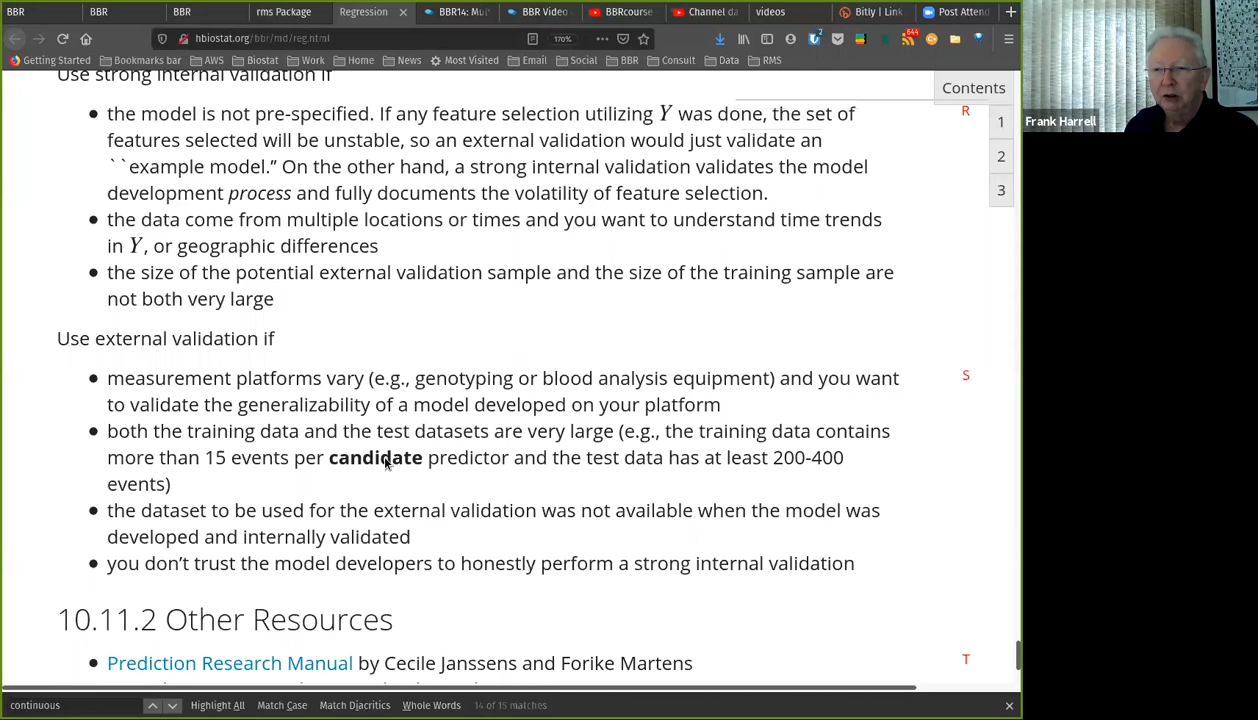 BBR
BBR
BBR
rms Package
Regression
BBR14: Mul
BBR Video
BBRcourse
Channel da
videos
Bitly | Link
Post Attend
hbiostat.org/bbr/md/reg.html
170%
2
644
Getting Started
Bookmarks bar
AWS
Biostat
Work
Home
News
Most Visited
Email
Social
BBR
Consult
Data
RMS
Use strong internal validation if
Contents
1
2
3
• the model is not pre-specified. If any feature selection utilizing Y was done, the set of
R
features selected will be unstable, so an external validation would just validate an
``example model.” On the other hand, a strong internal validation validates the model
development process and fully documents the volatility of feature selection.
• the data come from multiple locations or times and you want to understand time trends
in Y, or geographic differences
• the size of the potential external validation sample and the size of the training sample are
not both very large
Use external validation if
• measurement platforms vary (e.g., genotyping or blood analysis equipment) and you want
S
to validate the generalizability of a model developed on your platform
• both the training data and the test datasets are very large (e.g., the training data contains
more than 15 events per candidate predictor and the test data has at least 200-400
events)
• the dataset to be used for the external validation was not available when the model was
developed and internally validated
• you don’t trust the model developers to honestly perform a strong internal validation
10.11.2 Other Resources
• Prediction Research Manual by Cecile Janssens and Forike Martens
T
continuous
Highlight All
Match Case
Match Diacritics
Whole Words
14 of 15 matches
Frank Harrell